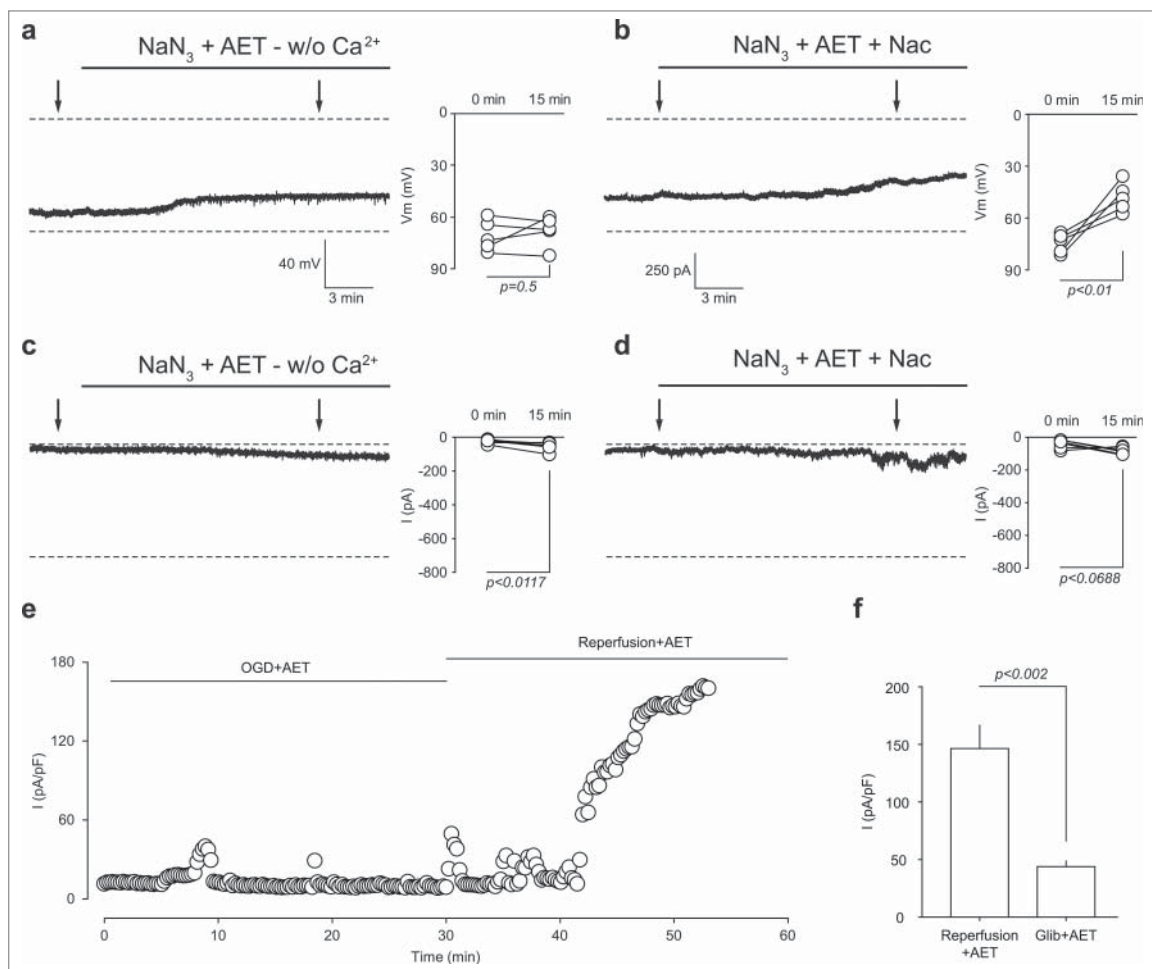 a
NaN₃ + AET - w/o Ca²⁺
0 min 15 min
0
30
60
90
Vm (mV)
p=0.5
40 mV
3 min
b
NaN₃ + AET + Nac
0 min 15 min
0
30
60
90
Vm (mV)
p<0.01
250 pA
3 min
c
NaN₃ + AET - w/o Ca²⁺
0 min 15 min
0
-200
-400
-600
-800
I (pA)
p<0.0117
d
NaN₃ + AET + Nac
0 min 15 min
0
-200
-400
-600
-800
I (pA)
p<0.0688
e
OGD+AET
Reperfusion+AET
180
120
60
0
I (pA/pF)
0 10 20 30 40 50 60
Time (min)
f
p<0.002
200
150
100
50
0
I (pA/pF)
Reperfusion
+AET
Glib+AET